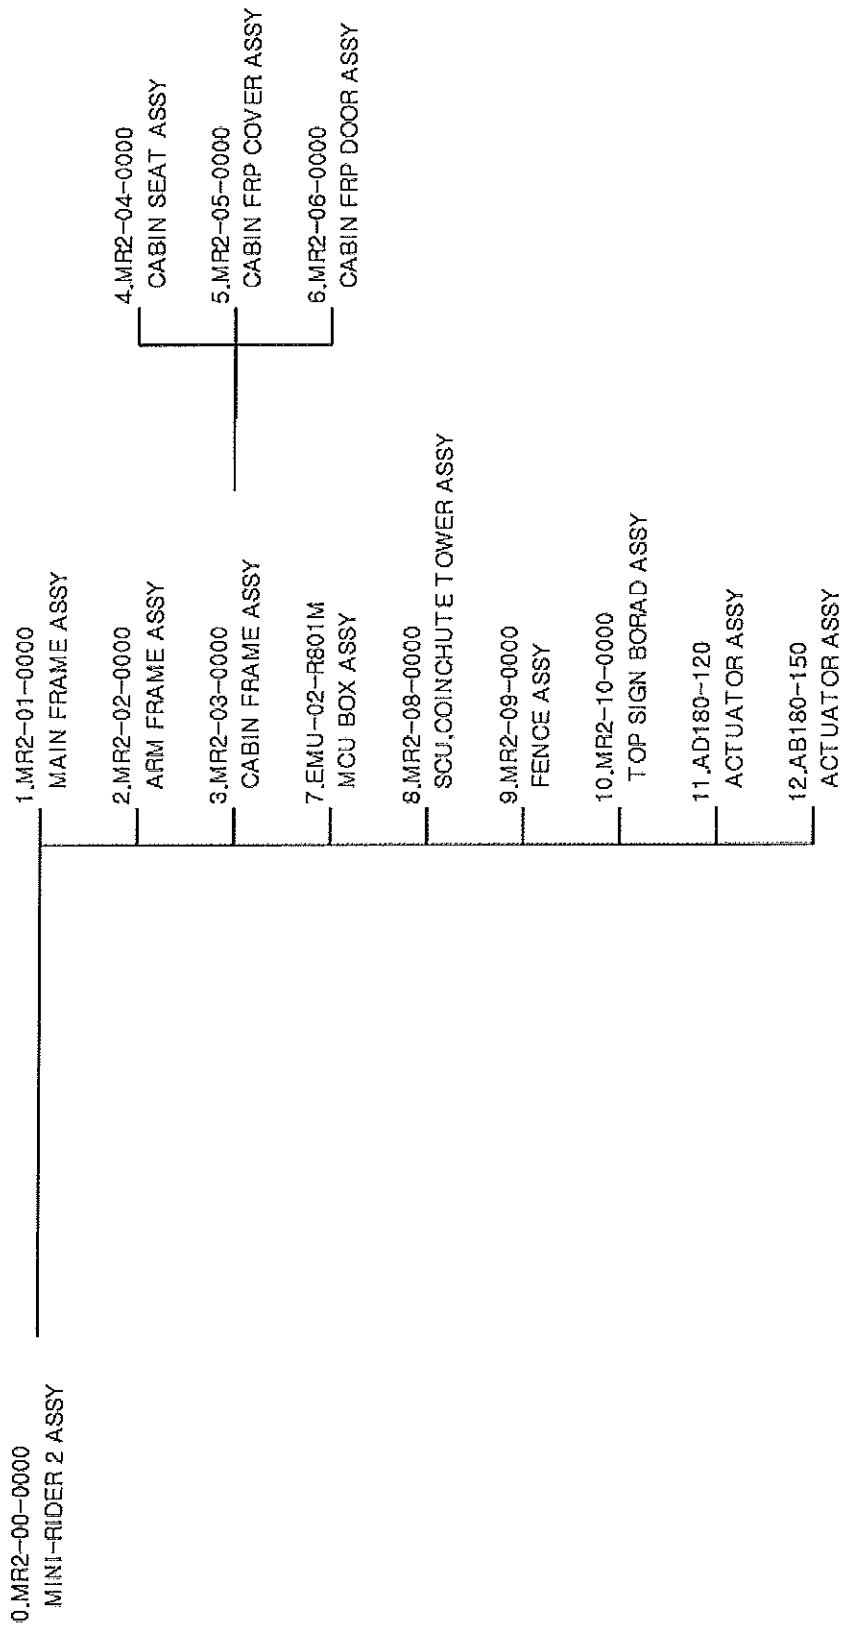 0.MR2-00-0000
MINI-RIDER 2 ASSY
1.MR2-01-0000
MAIN FRAME ASSY
2.MR2-02-0000
ARM FRAME ASSY
3.MR2-03-0000
CABIN FRAME ASSY
4.MR2-04-0000
CABIN SEAT ASSY
5.MR2-05-0000
CABIN FRP COVER ASSY
6.MR2-06-0000
CABIN FRP DOOR ASSY
7.EMU-02-R801M
MCU BOX ASSY
8.MR2-08-0000
SCU,COINCHUTE TOWER ASSY
9.MR2-09-0000
FENCE ASSY
10.MR2-10-0000
TOP SIGN BORAD ASSY
11.AD180-120
ACTUATOR ASSY
12.AB180-150
ACTUATOR ASSY